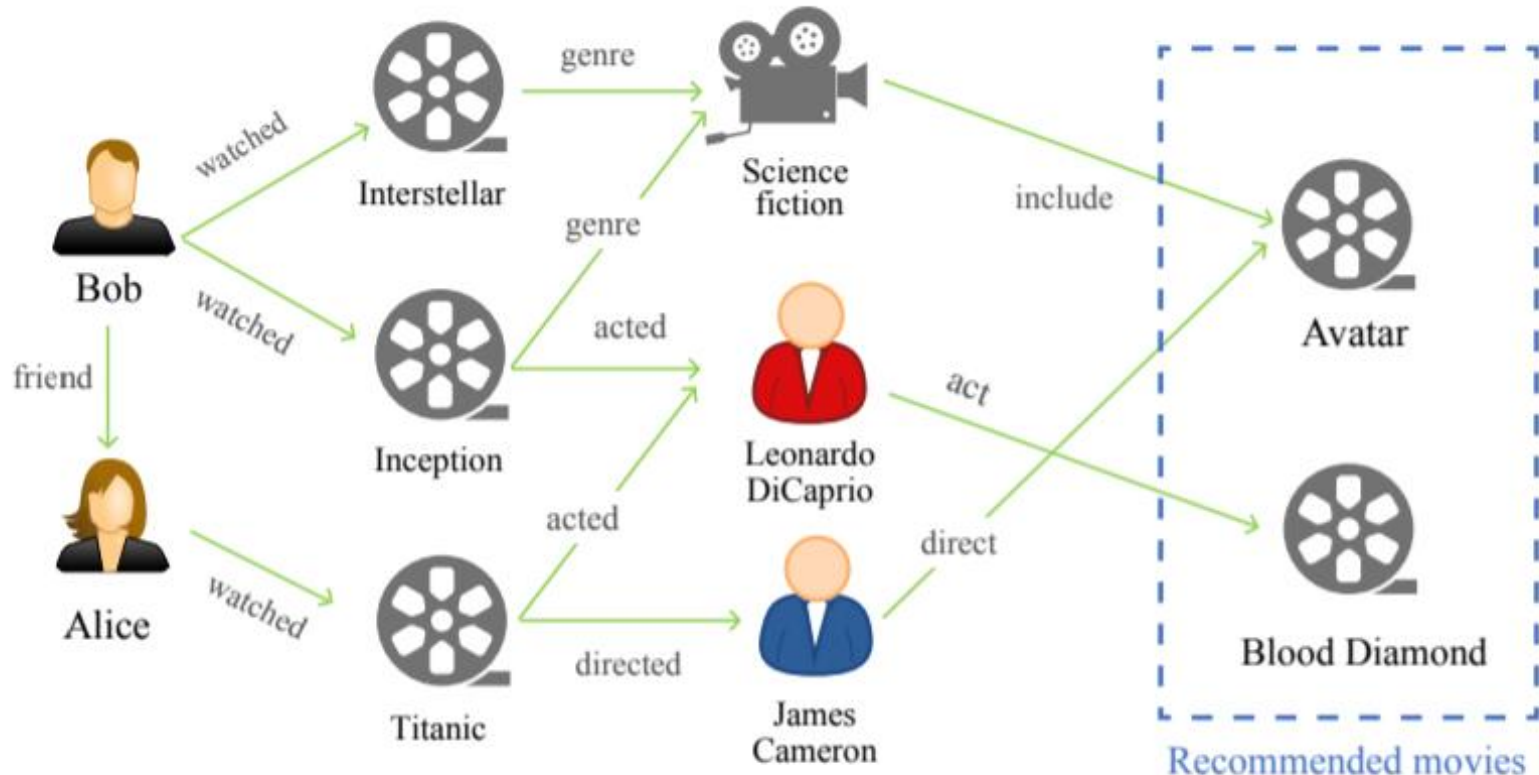 genre
watched
Interstellar
Science
fiction
include
genre
Bob
watched
acted
Avatar
friend
act
Inception
Leonardo
DiCaprio
acted
direct
Alice
watched
directed
Blood Diamond
Titanic
James
Cameron
Recommended movies